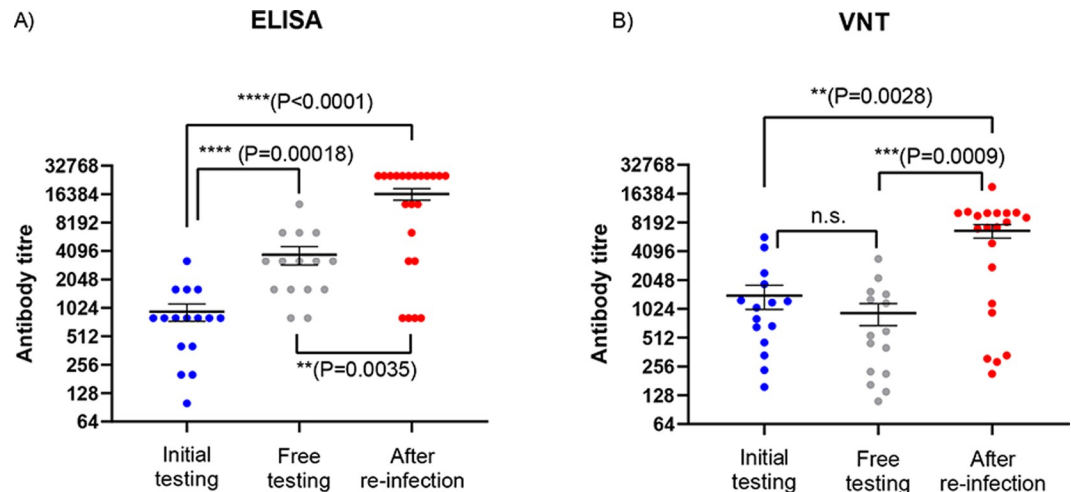 A)
ELISA
****(P<0.0001)
**** (P=0.00018)
32768
16384
8192
4096
2048
1024
512
256
128
64
Antibody titre
**(P=0.0035)
Initial
testing
Free
testing
After
re-infection
B)
VNT
**(P=0.0028)
***(P=0.0009)
n.s.
32768
16384
8192
4096
2048
1024
512
256
128
64
Antibody titre
Initial
testing
Free
testing
After
re-infection